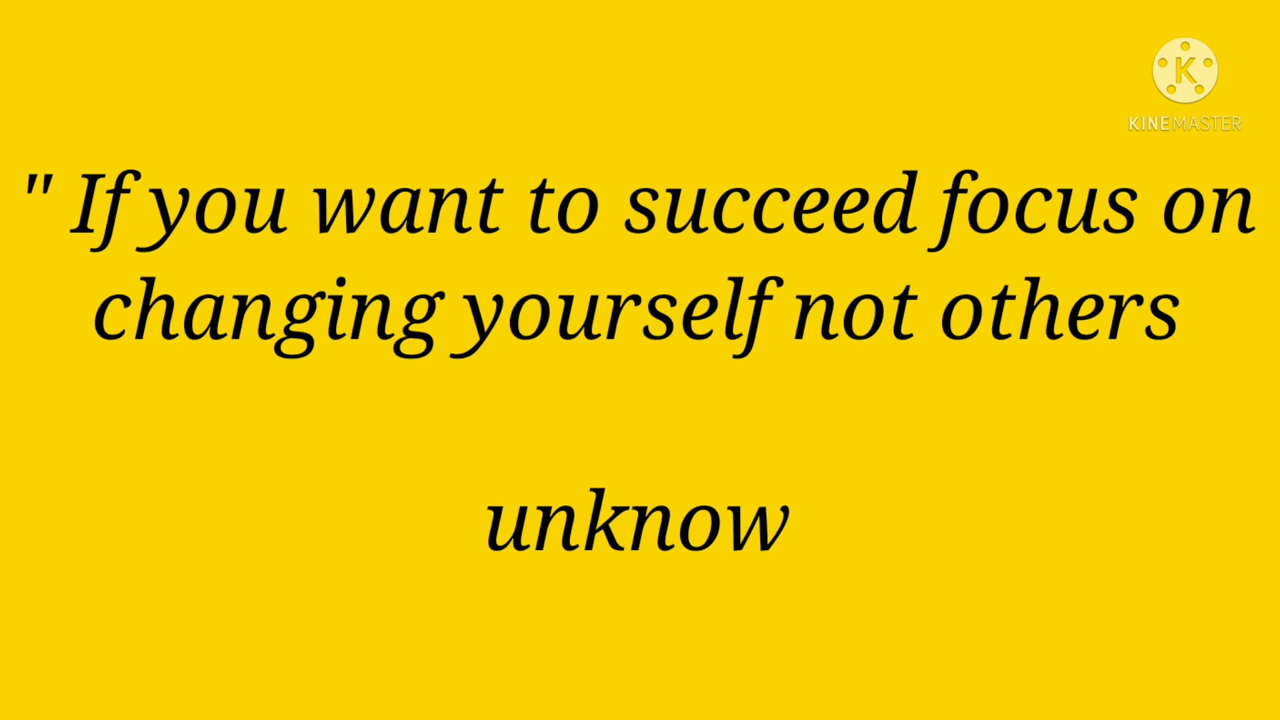 K
KINEMASTER
" If you want to succeed focus on
changing yourself not others
unknow